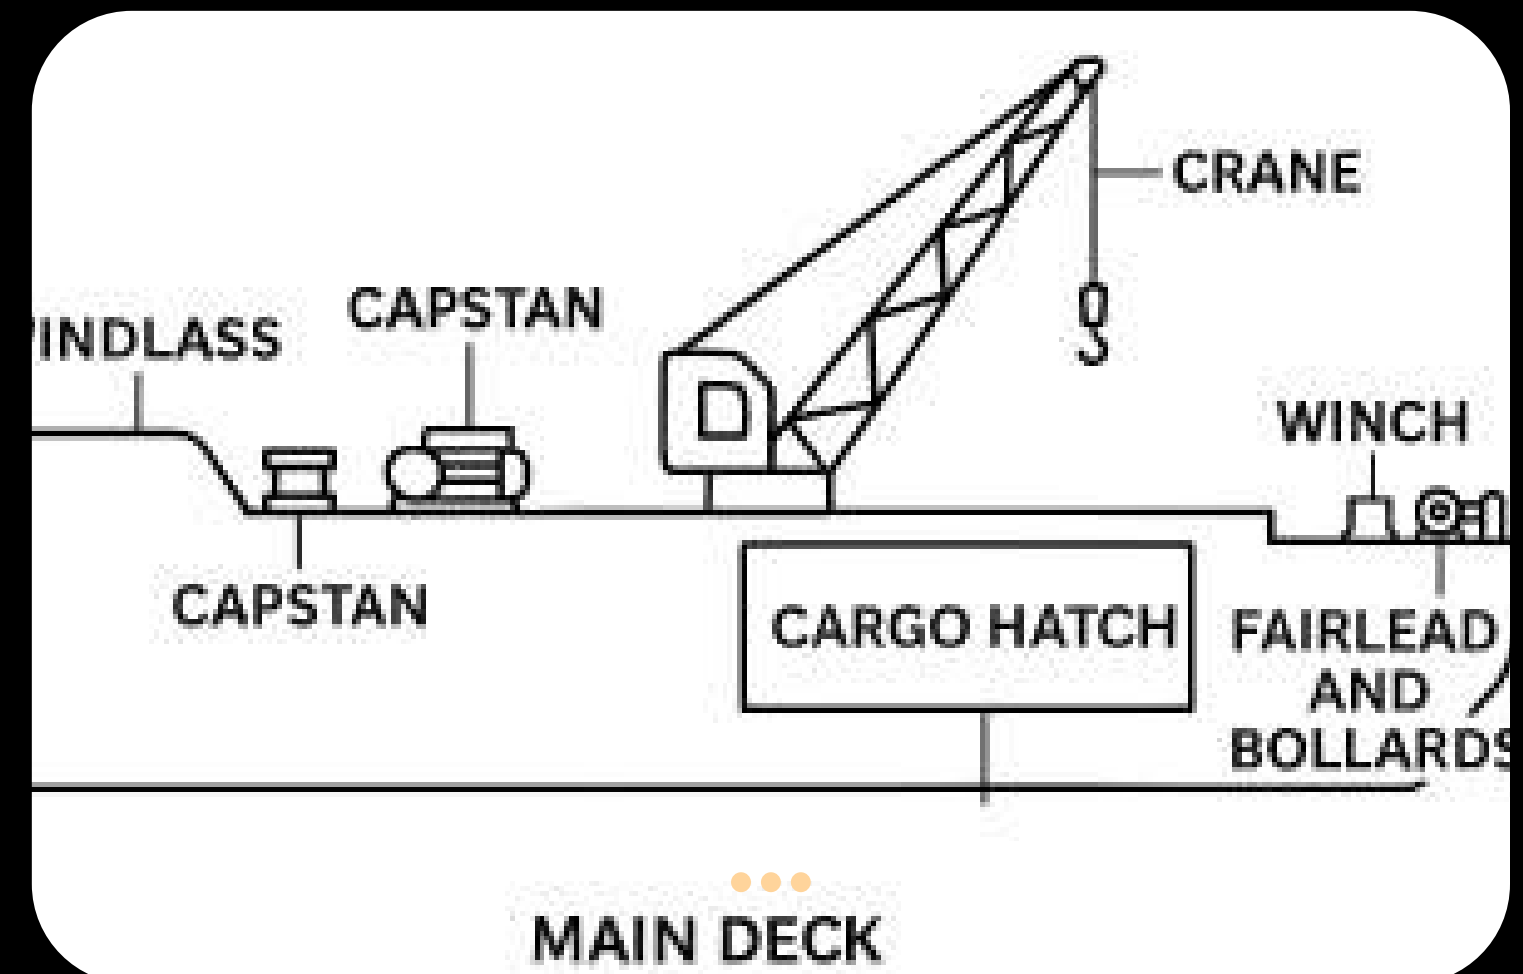 CRANE
CAPSTAN
INDLASS
WINCH
CAPSTAN
CARGO HATCH
FAIRLEAD
AND
BOLLARDS
MAIN DECK